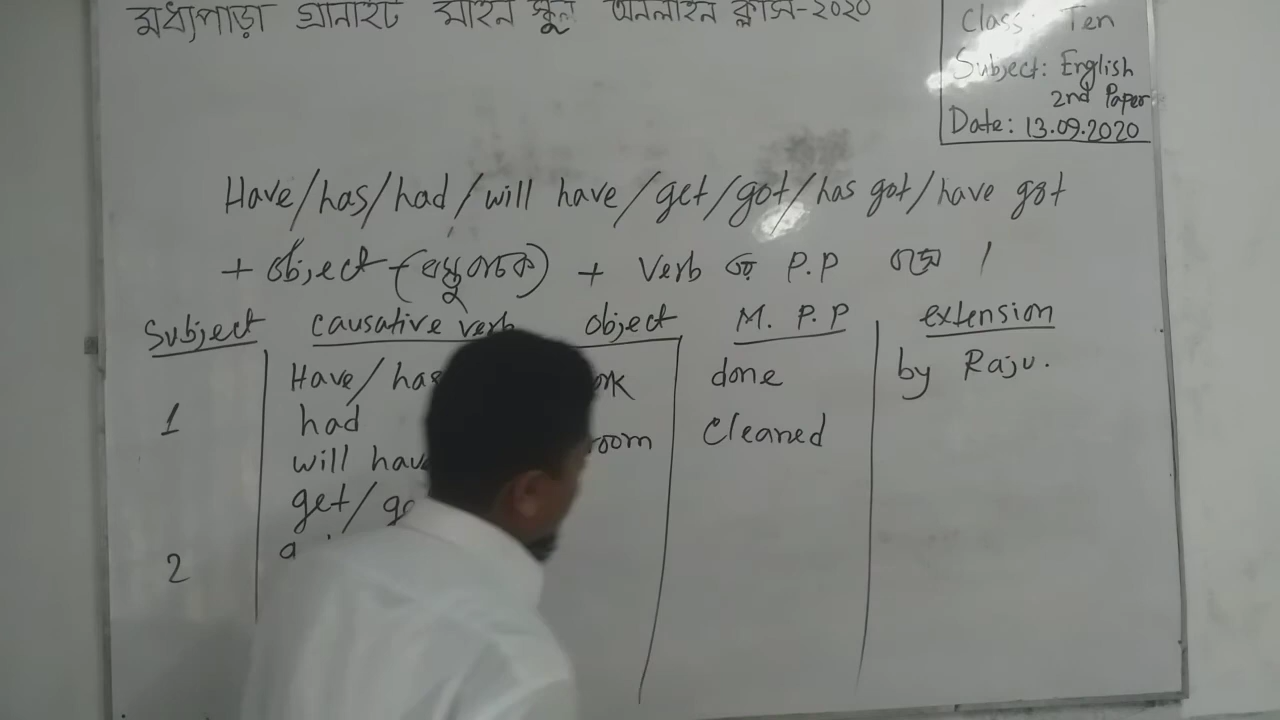 মধ্যপাড়া গ্রানাইট মাইন স্কুল অনলাইন ক্লাস-২০২০
Class: Ten
Subject: English
2nd Paper
Date: 13.09.2020
Have/has/had/will have/get/got/has got/have got
+ object (বস্তুবাচক) + Verb এর P.P হবে ।
Subject causative verb object M. P. P extension
Have/has done by Raju.
1 had
will have room cleaned
get/
2